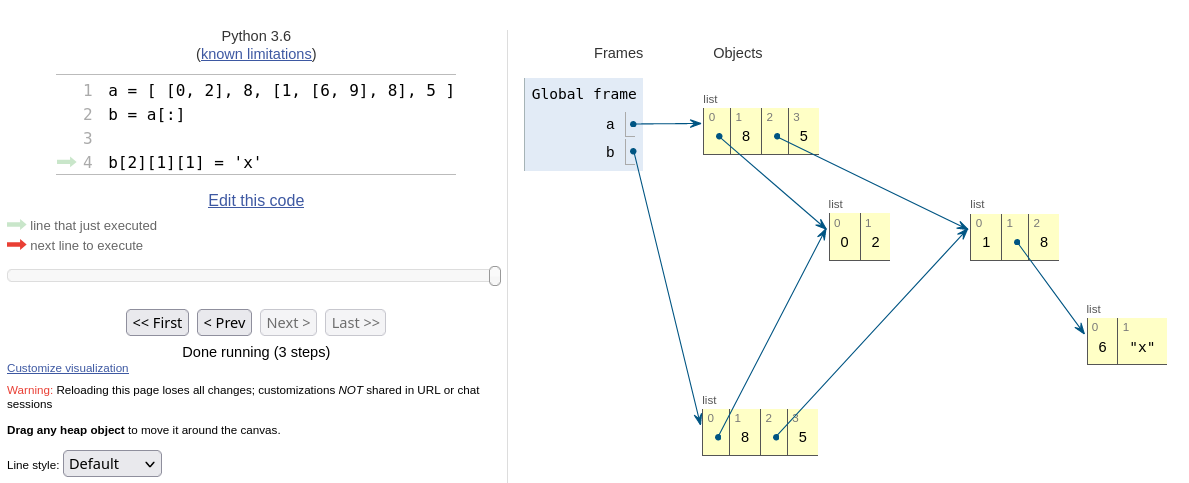 Python 3.6
(known limitations)
1 a = [ [0, 2], 8, [1, [6, 9], 8], 5 ]
2 b = a[:]
3
4 b[2][1][1] = 'x'
Edit this code
line that just executed
next line to execute
<< First < Prev Next > Last >>
Done running (3 steps)
Customize visualization
Warning: Reloading this page loses all changes; customizations NOT shared in URL or chat
sessions
Drag any heap object to move it around the canvas.
Line style: Default
Frames Objects
Global frame
a
b
list
0 1 2 3
8 5
list
0 1
0 2
list
0 1 2
1 8
list
0 1
6 "x"
list
0 1 2 3
8 5